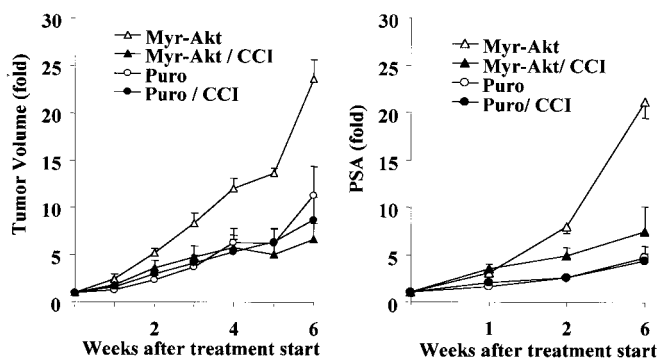 Tumor Volume (fold)
30
25
20
15
10
5
0
Myr-Akt
Myr-Akt / CCI
Puro
Puro / CCI
2
4
6
Weeks after treatment start
PSA (fold)
30
25
20
15
10
5
0
Myr-Akt
Myr-Akt/ CCI
Puro
Puro/ CCI
1
2
6
Weeks after treatment start